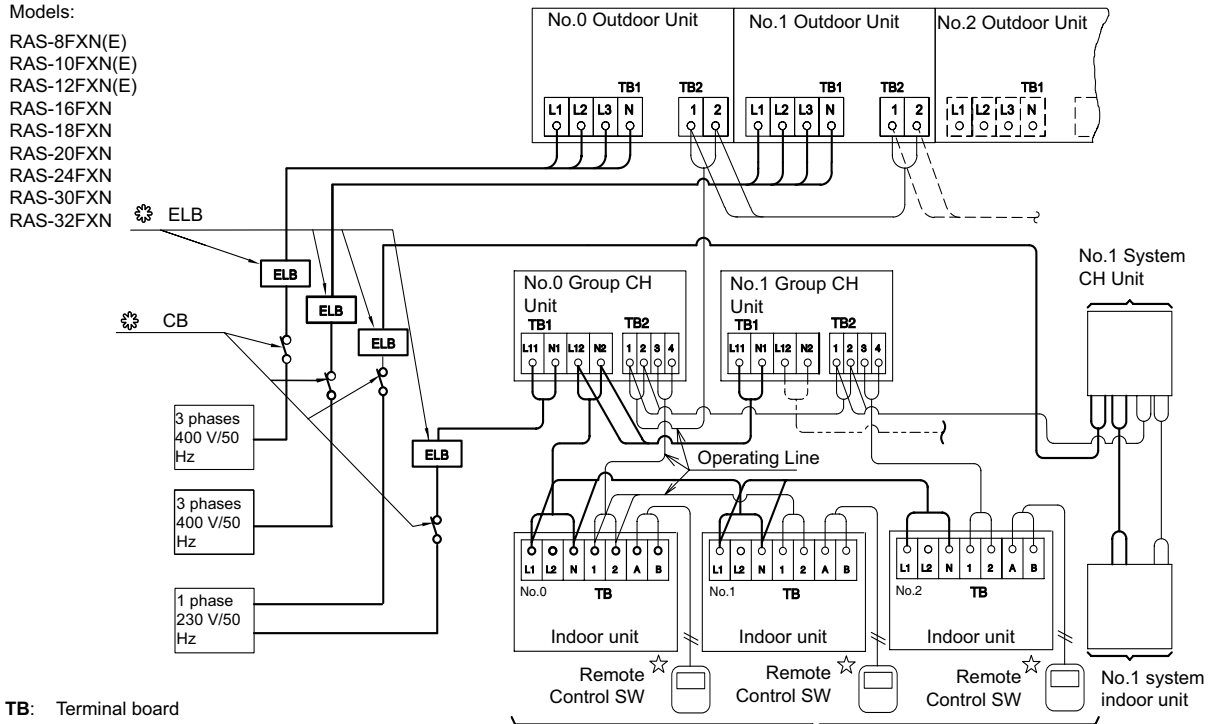 Models:
RAS-8FXN(E)
RAS-10FXN(E)
RAS-12FXN(E)
RAS-16FXN
RAS-18FXN
RAS-20FXN
RAS-24FXN
RAS-30FXN
RAS-32FXN
No.0 Outdoor Unit
No.1 Outdoor Unit
No.2 Outdoor Unit
TB1 TB2 TB1 TB2 TB1
L1 L2 L3 N 1 2 L1 L2 L3 N 1 2 L1 L2 L3 N
ELB
ELB
ELB
ELB
ELB
CB
No.0 Group CH
Unit
TB1 TB2
L11 N1 L12 N2 1 2 3 4
No.1 Group CH
Unit
TB1 TB2
L11 N1 L12 N2 1 2 3 4
No.1 System
CH Unit
3 phases
400 V/50
Hz
3 phases
400 V/50
Hz
1 phase
230 V/50
Hz
Operating Line
L1 L2 N 1 2 A B
No.0 TB
Indoor unit
L1 L2 N 1 2 A B
No.1 TB
Indoor unit
L1 L2 N 1 2 A B
No.2 TB
Indoor unit
Remote
Control SW
Remote
Control SW
Remote
Control SW
No.1 system
indoor unit
TB: Terminal board